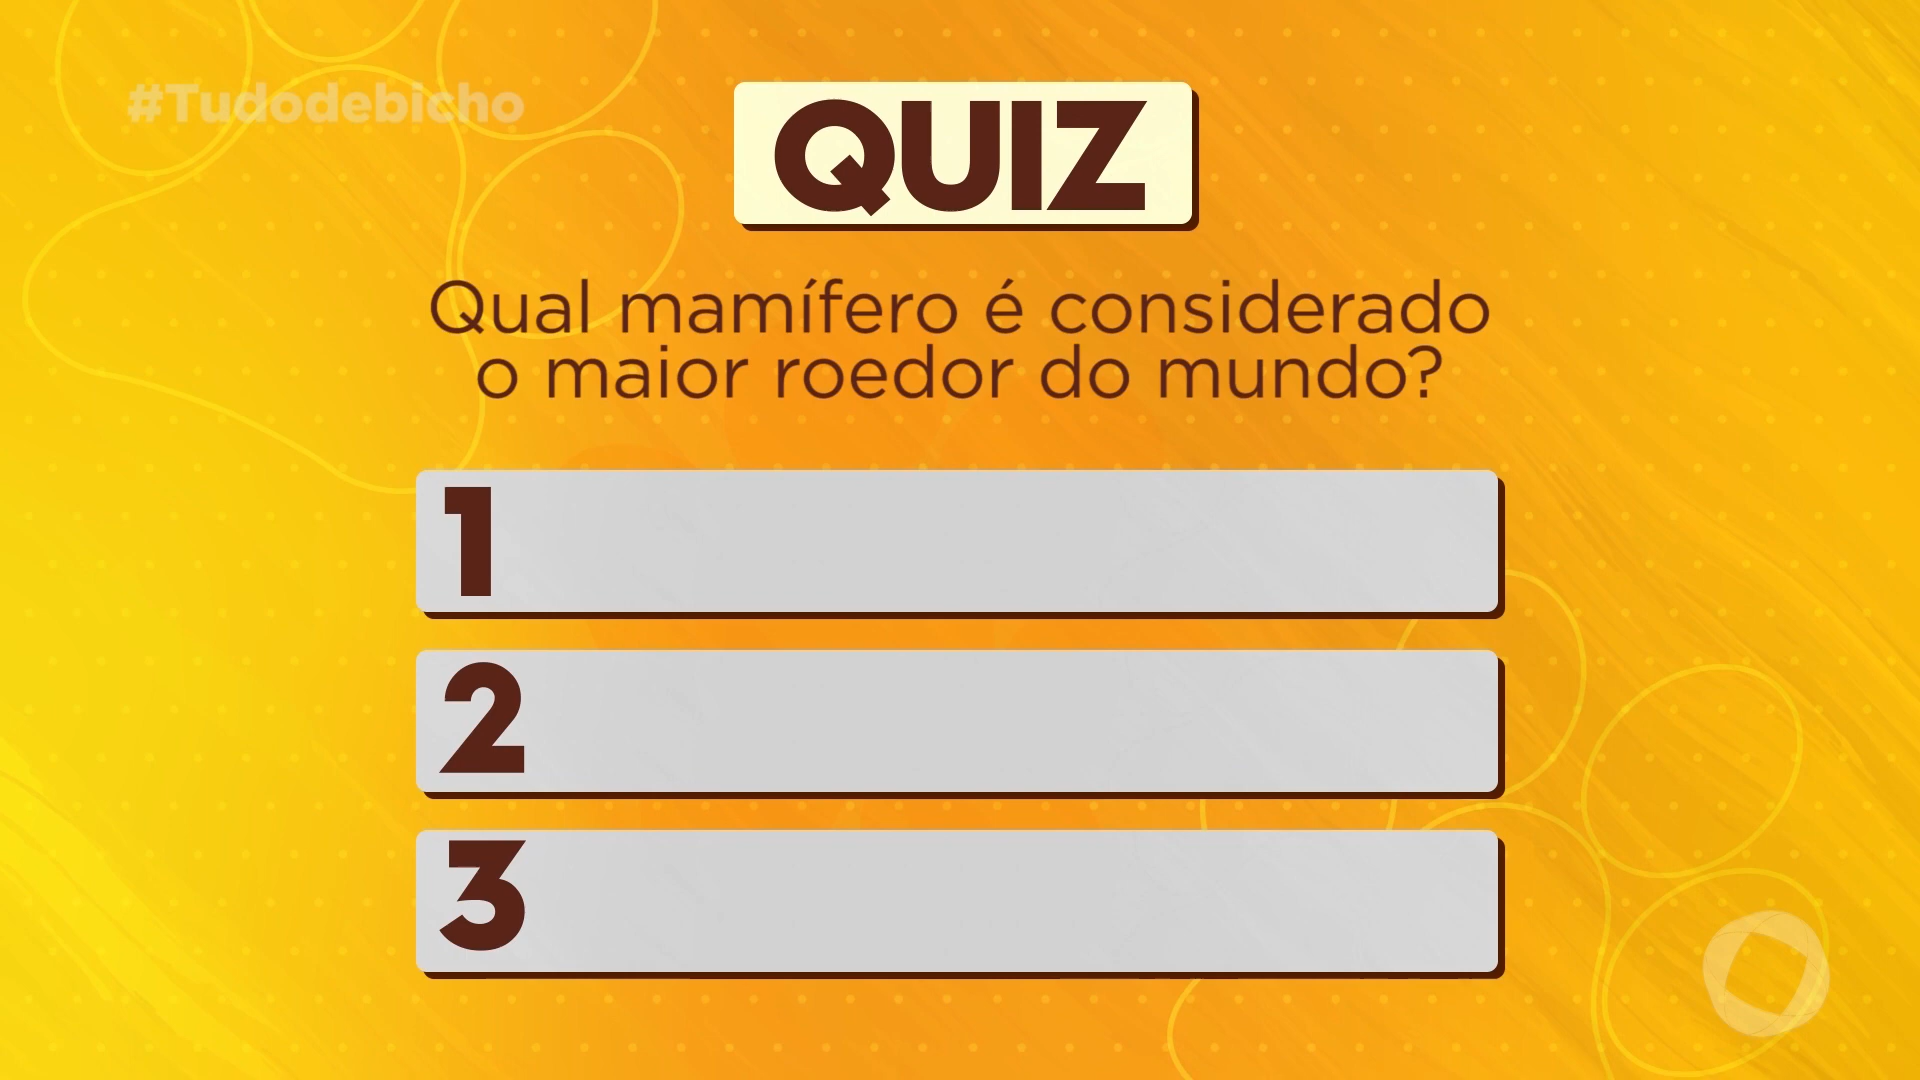 #Tudodebicho
QUIZ
Qual mamífero é considerado
o maior roedor do mundo?
1
2
3